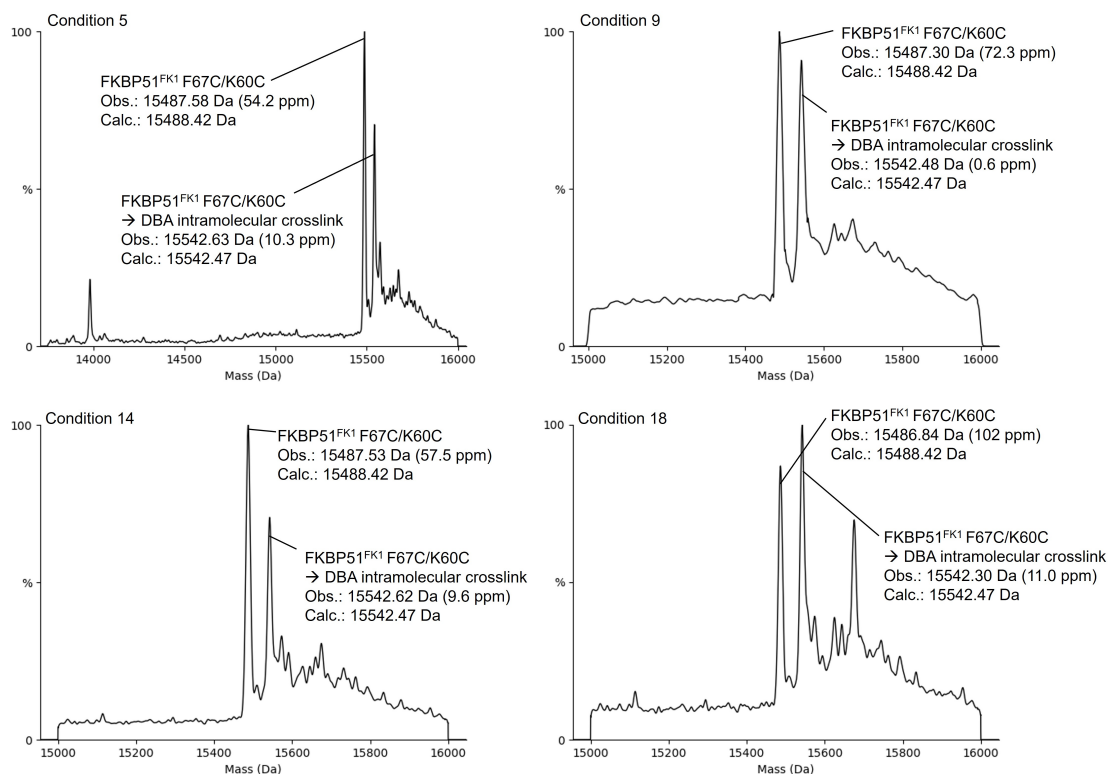 Condition 5
100
%
0
FKBP51FK1 F67C/K60C
Obs.: 15487.58 Da (54.2 ppm)
Calc.: 15488.42 Da
FKBP51FK1 F67C/K60C
→ DBA intramolecular crosslink
Obs.: 15542.63 Da (10.3 ppm)
Calc.: 15542.47 Da
14000 14500 15000 15500 16000
Mass (Da)
Condition 9
100
%
0
FKBP51FK1 F67C/K60C
Obs.: 15487.30 Da (72.3 ppm)
Calc.: 15488.42 Da
FKBP51FK1 F67C/K60C
→ DBA intramolecular crosslink
Obs.: 15542.48 Da (0.6 ppm)
Calc.: 15542.47 Da
15000 15200 15400 15600 15800 16000
Mass (Da)
Condition 14
100
%
0
FKBP51FK1 F67C/K60C
Obs.: 15487.53 Da (57.5 ppm)
Calc.: 15488.42 Da
FKBP51FK1 F67C/K60C
→ DBA intramolecular crosslink
Obs.: 15542.62 Da (9.6 ppm)
Calc.: 15542.47 Da
15000 15200 15400 15600 15800 16000
Mass (Da)
Condition 18
100
%
0
FKBP51FK1 F67C/K60C
Obs.: 15486.84 Da (102 ppm)
Calc.: 15488.42 Da
FKBP51FK1 F67C/K60C
→ DBA intramolecular crosslink
Obs.: 15542.30 Da (11.0 ppm)
Calc.: 15542.47 Da
15000 15200 15400 15600 15800 16000
Mass (Da)